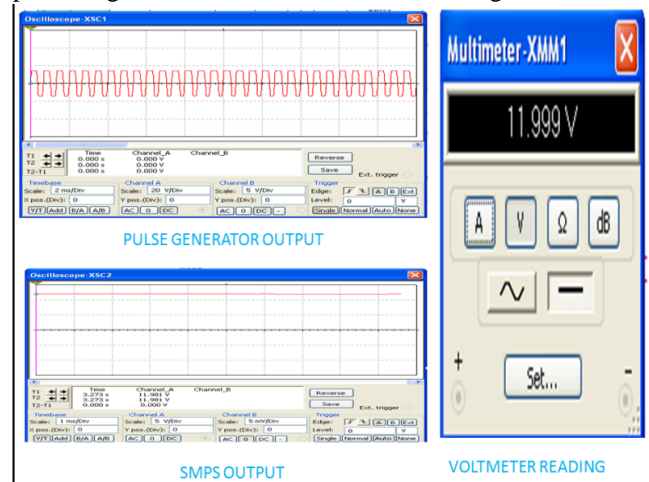 Oscilloscope-XSC1
T1
T2
T2-T1
Time Channel_A Channel_B
0.000 s 0.000 V
0.000 s 0.000 V
0.000 s 0.000 V
Reverse
Save
Ext. trigger
Timebase
Scale: 2 ms/Div
X pos.(Div): 0
Y/T Add B/A A/B
Channel A
Scale: 20 V/Div
Y pos.(Div): 0
AC 0 DC
Channel B
Scale: 5 V/Div
Y pos.(Div): 0
AC 0 DC -
Trigger
Edge: A B Ext
Level: 0 V
Single Normal Auto None
PULSE GENERATOR OUTPUT
Oscilloscope-XSC2
T1
T2
T2-T1
Time Channel_A Channel_B
3.273 s 11.981 V
3.273 s 11.981 V
0.000 s 0.000 V
Reverse
Save
Ext. trigger
Timebase
Scale: 1 ms/Div
X pos.(Div): 0
Y/T Add B/A A/B
Channel A
Scale: 5 V/Div
Y pos.(Div): 0
AC 0 DC
Channel B
Scale: 5 mV/Div
Y pos.(Div): 0
AC 0 DC -
Trigger
Edge: A B Ext
Level: 0 V
Single Normal Auto None
SMPS OUTPUT
Multimeter-XMM1
11.999 V
A V Ω dB
+ Set... -
VOLTMETER READING